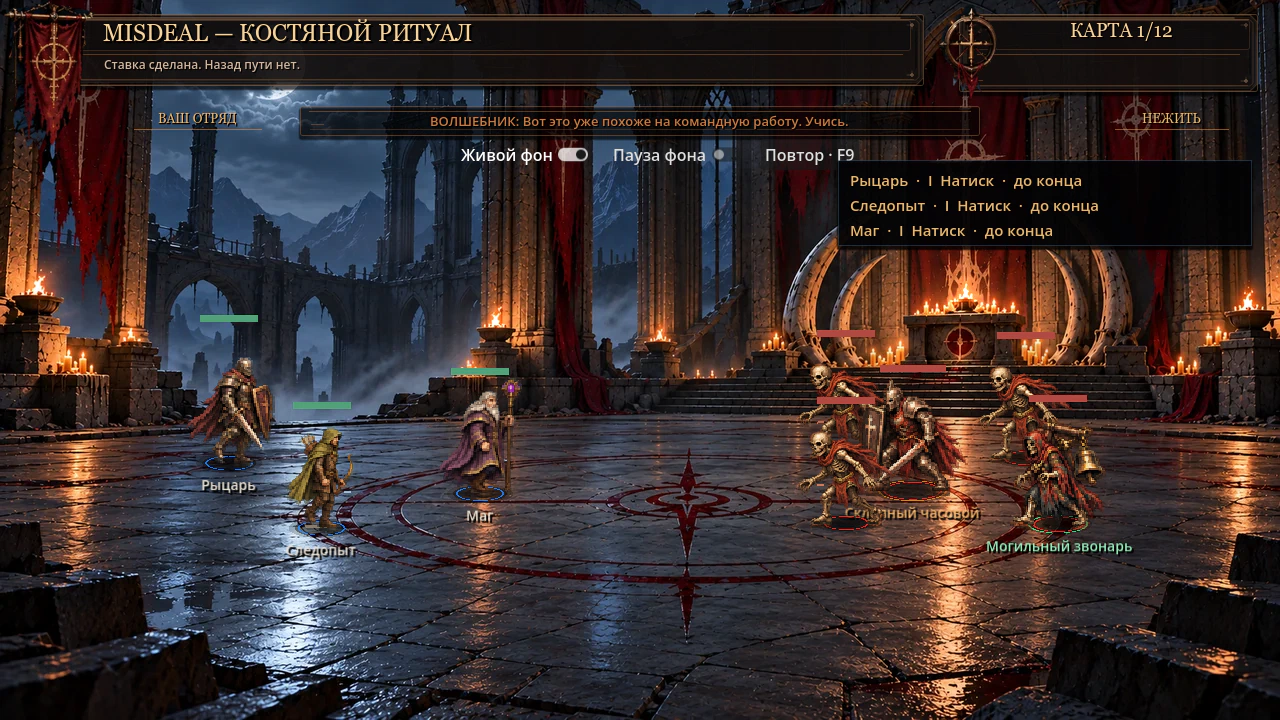 MISDEAL — КОСТЯНОЙ РИТУАЛ
КАРТА 1/12
Ставка сделана. Назад пути нет.
ВАШ ОТРЯД
ВОЛШЕБНИК: Вот это уже похоже на командную работу. Учись.
НЕЖИТЬ
Живой фон
Пауза фона
Повтор · F9
Рыцарь · I Натиск · до конца
Следопыт · I Натиск · до конца
Маг · I Натиск · до конца
Рыцарь
Маг
Склепный часовой
Следопыт
Могильный звонарь